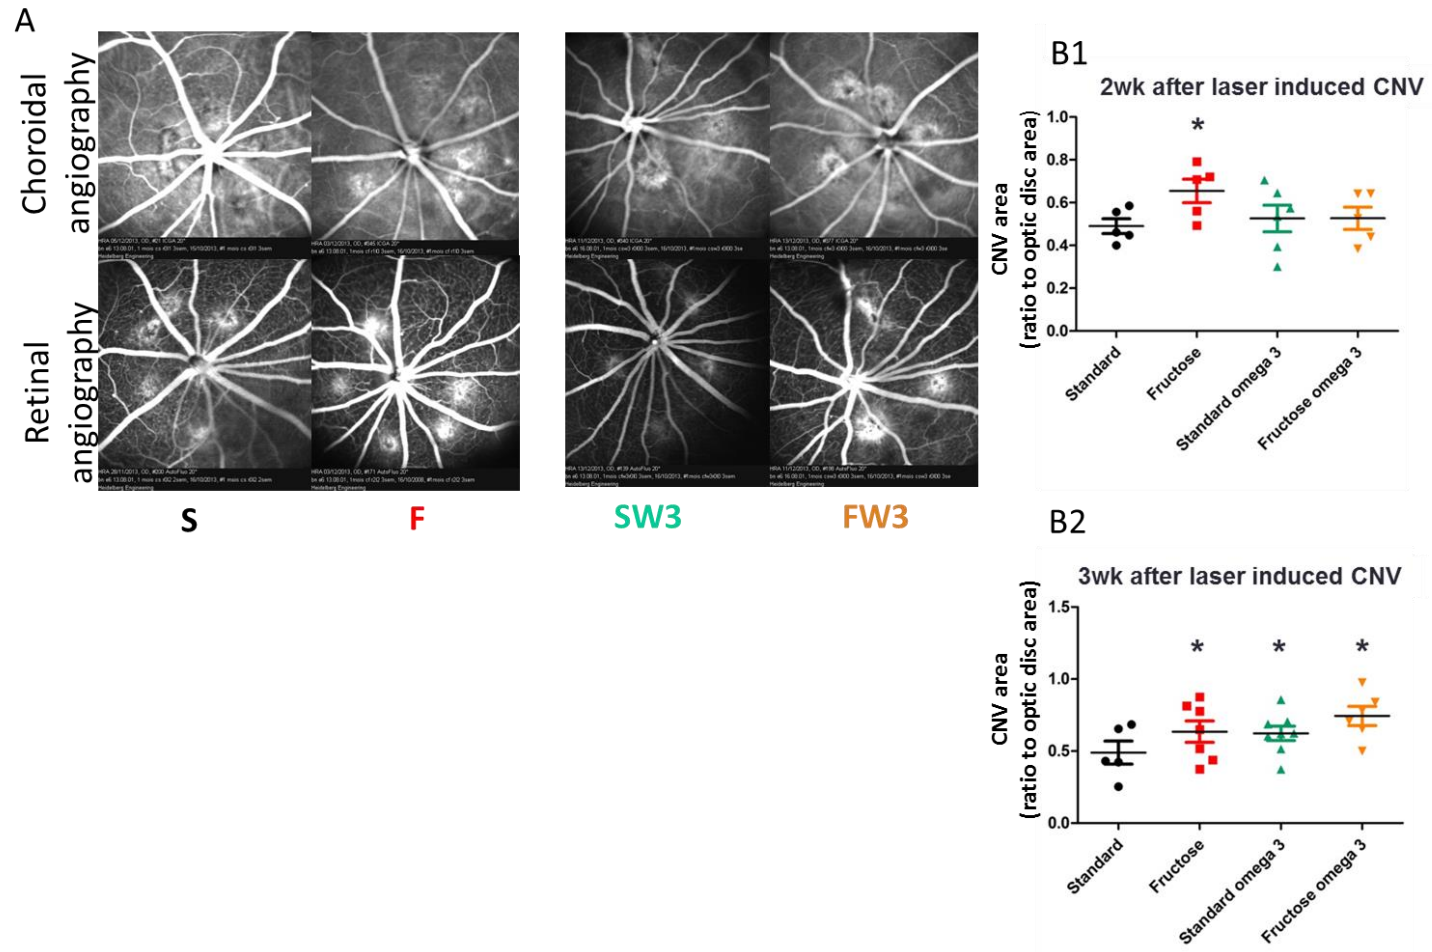 A
Choroidal
angiography
Retinal
angiography
Heidelberg Engineering
Heidelberg Engineering
Heidelberg Engineering
Heidelberg Engineering
Heidelberg Engineering
Heidelberg Engineering
Heidelberg Engineering
Heidelberg Engineering
S
F
SW3
FW3
B1
2wk after laser induced CNV
CNV area
(ratio to optic disc area)
1.0
0.8
0.6
0.4
0.2
0.0
*
Standard
Fructose
Standard omega 3
Fructose omega 3
B2
3wk after laser induced CNV
CNV area
(ratio to optic disc area)
1.5
1.0
0.5
0.0
* * *
Standard
Fructose
Standard omega 3
Fructose omega 3